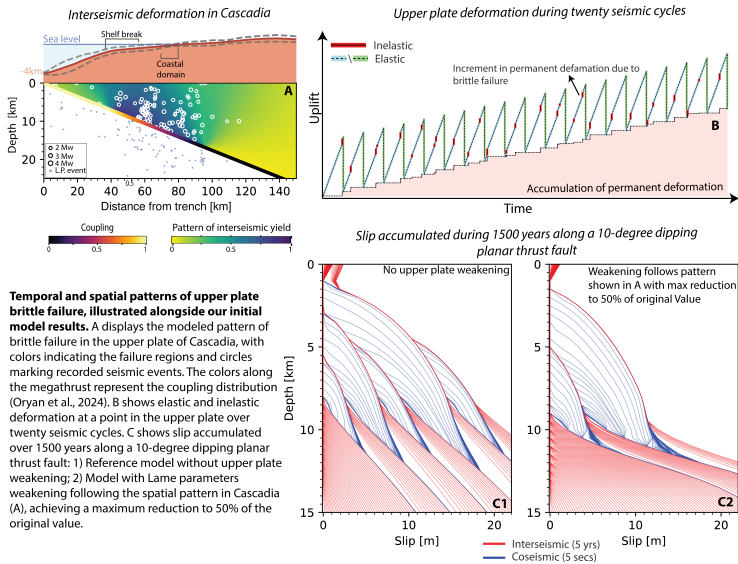 Interseismic deformation in Cascadia
Sea level
Shelf break
Coastal
domain
-4km
A
0
10
20
Depth [km]
2 Mw
3 Mw
4 Mw
L.P. event
0.5
0 20 40 60 80 100 120 140
Distance from trench [km]
Coupling
0 0.5 1
Pattern of interseismic yield
0 0.5 1
Upper plate deformation during twenty seismic cycles
Inelastic
Elastic
Increment in permanent defamation due to
brittle failure
Uplift
B
Accumulation of permanent deformation
Time
Temporal and spatial patterns of upper plate
brittle failure, illustrated alongside our initial
model results. A displays the modeled pattern of
brittle failure in the upper plate of Cascadia, with
colors indicating the failure regions and circles
marking recorded seismic events. The colors along
the megathrust represent the coupling distribution
(Oryan et al., 2024). B shows elastic and inelastic
deformation at a point in the upper plate over
twenty seismic cycles. C shows slip accumulated
over 1500 years along a 10-degree dipping planar
thrust fault: 1) Reference model without upper plate
weakening; 2) Model with Lame parameters
weakening following the spatial pattern in Cascadia
(A), achieving a maximum reduction to 50% of the
original value.
Slip accumulated during 1500 years along a 10-degree dipping
planar thrust fault
No upper plate weakening
0
5
10
15
Depth [km]
C1
0 10 20
Slip [m]
Weakening follows pattern
shown in A with max reduction
to 50% of original Value
0
5
10
15
C2
0 20
Slip [m]
Interseismic (5 yrs)
Coseismic (5 secs)